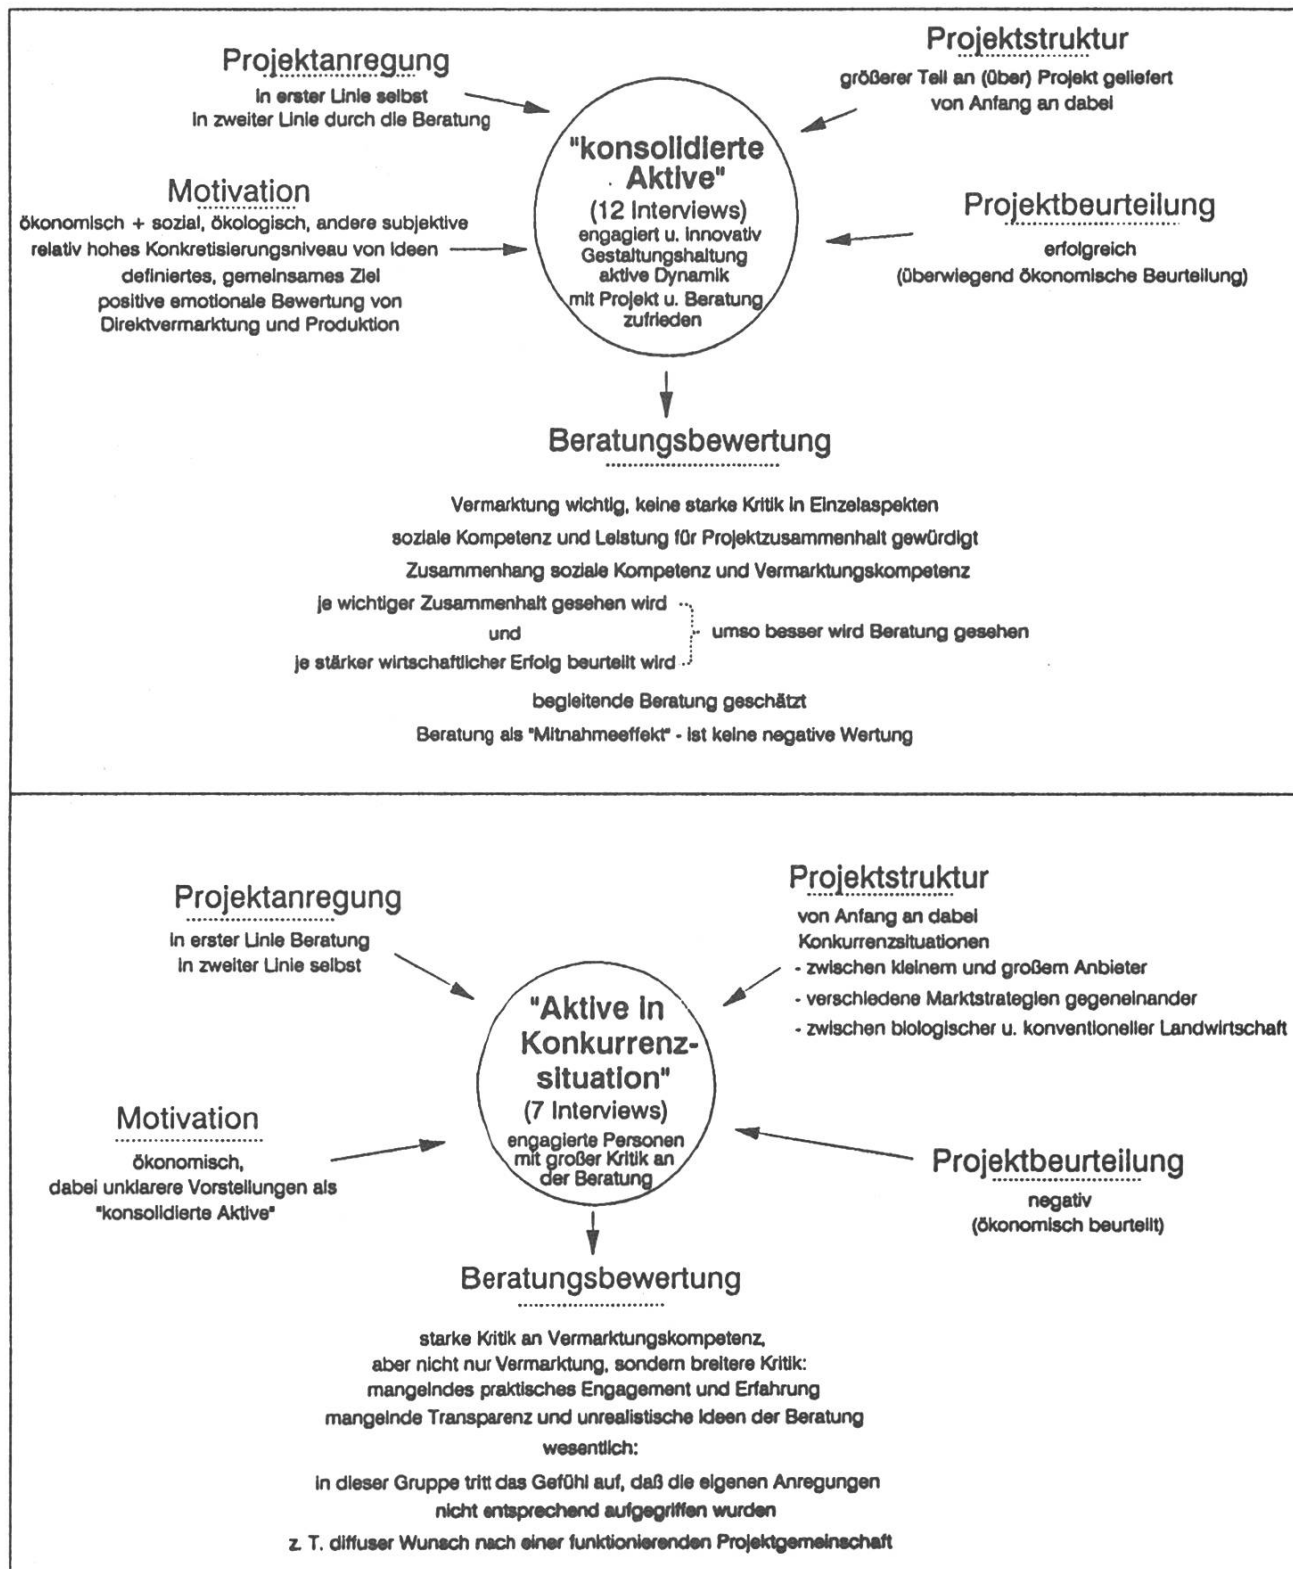 Projektanregung
in erster Linie selbst
in zweiter Linie durch die Beratung
Projektstruktur
größerer Teil an (über) Projekt geliefert
von Anfang an dabei
"konsolidierte
Aktive"
(12 Interviews)
engagiert u. innovativ
Gestaltungshaltung
aktive Dynamik
mit Projekt u. Beratung
zufrieden
Motivation
ökonomisch + sozial, ökologisch, andere subjektive
relativ hohes Konkretisierungsniveau von Ideen
definiertes, gemeinsames Ziel
positive emotionale Bewertung von
Direktvermarktung und Produktion
Projektbeurteilung
erfolgreich
(überwiegend ökonomische Beurteilung)
Beratungsbewertung
Vermarktung wichtig, keine starke Kritik in Einzelaspekten
soziale Kompetenz und Leistung für Projektzusammenhalt gewürdigt
Zusammenhang soziale Kompetenz und Vermarktungskompetenz
je wichtiger Zusammenhalt gesehen wird
und
umso besser wird Beratung gesehen
je stärker wirtschaftlicher Erfolg beurteilt wird
begleitende Beratung geschätzt
Beratung als "Mitnahmeeffekt" - ist keine negative Wertung
Projektanregung
in erster Linie Beratung
in zweiter Linie selbst
Projektstruktur
von Anfang an dabei
Konkurrenzsituationen
- zwischen kleinem und großem Anbieter
- verschiedene Marktstrategien gegeneinander
- zwischen biologischer u. konventioneller Landwirtschaft
"Aktive in
Konkurrenz-
situation"
(7 Interviews)
engagierte Personen
mit großer Kritik an
der Beratung
Motivation
ökonomisch,
dabei unklarere Vorstellungen als
"konsolidierte Aktive"
Projektbeurteilung
negativ
(ökonomisch beurteilt)
Beratungsbewertung
starke Kritik an Vermarktungskompetenz,
aber nicht nur Vermarktung, sondern breitere Kritik:
mangelndes praktisches Engagement und Erfahrung
mangelnde Transparenz und unrealistische Ideen der Beratung
wesentlich:
in dieser Gruppe tritt das Gefühl auf, daß die eigenen Anregungen
nicht entsprechend aufgegriffen wurden
z. T. diffuser Wunsch nach einer funktionierenden Projektgemeinschaft